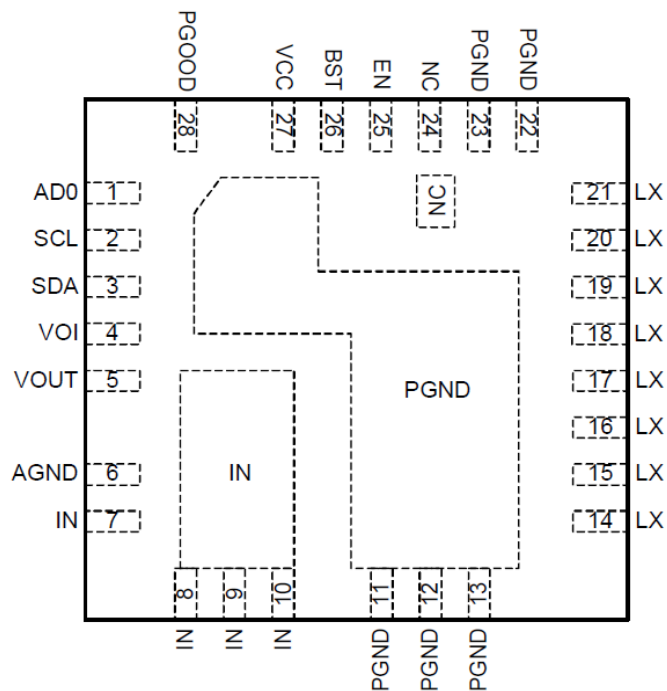 PGOOD VCC BST EN NC PGND PGND
28 27 26 25 24 23 22
AD0 1 NC 21 LX
SCL 2 20 LX
SDA 3 19 LX
VOI 4 18 LX
VOUT 5 PGND 17 LX
16 LX
AGND 6 IN 15 LX
IN 7 14 LX
8 9 10 11 12 13
IN IN IN PGND PGND PGND